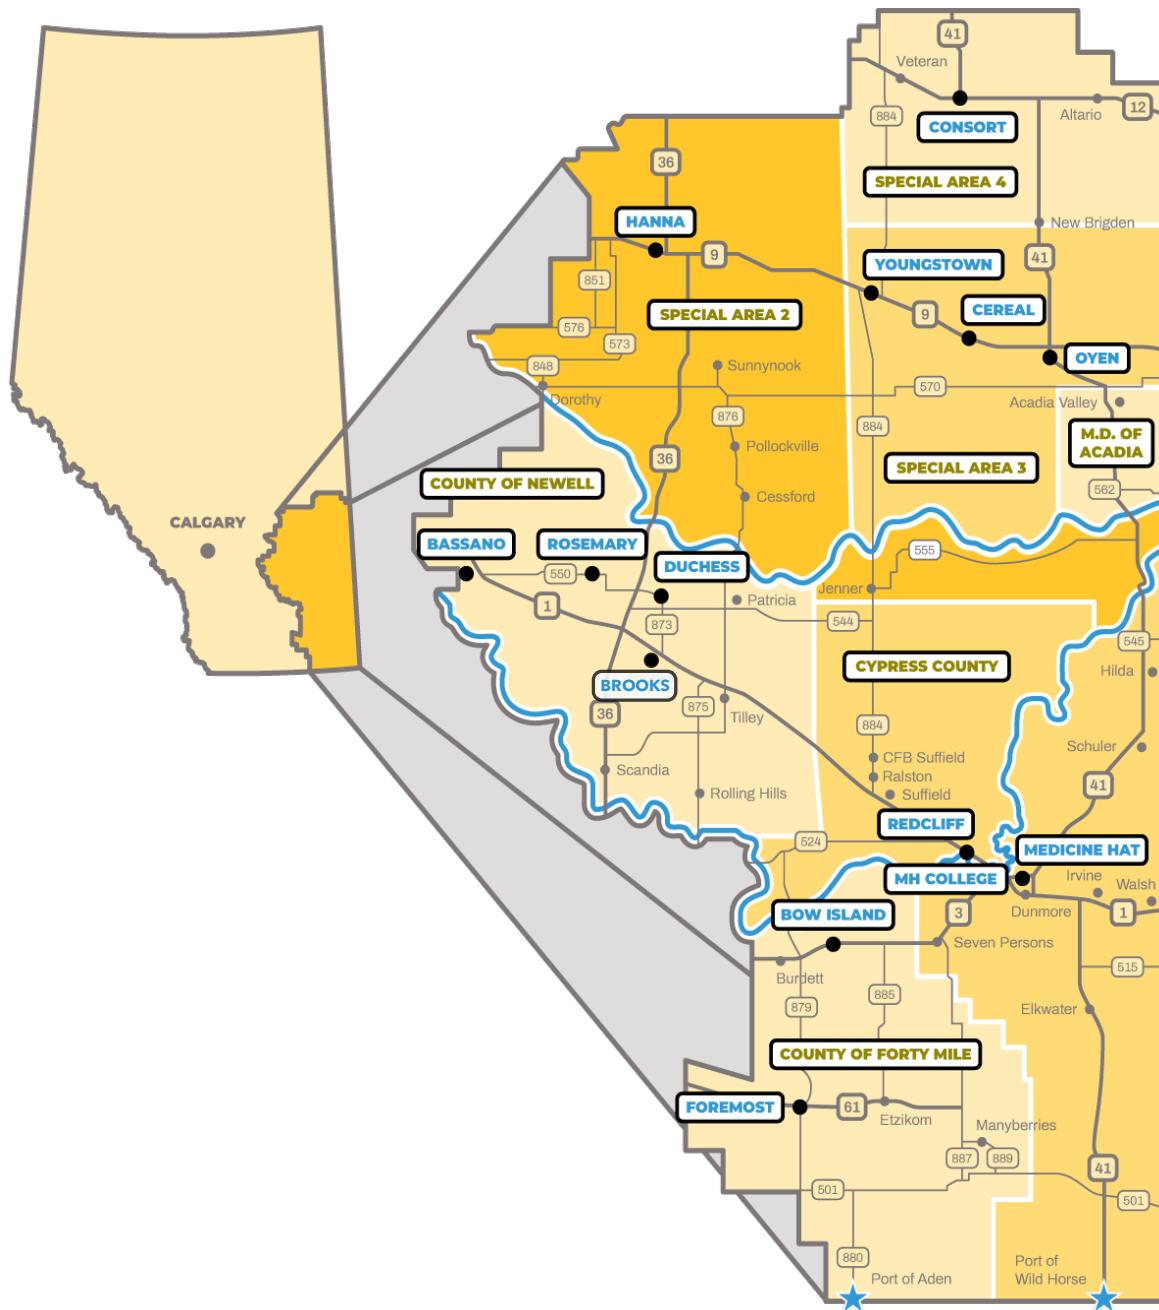 41
Veteran
884
CONSORT
Altario
12
36
SPECIAL AREA 4
HANNA
New Brigden
9
41
851
YOUNGSTOWN
SPECIAL AREA 2
9
CEREAL
576
573
848
Sunnynook
OYEN
570
Dorothy
876
884
Acadia Valley
M.D. OF
ACADIA
36
Pollockville
SPECIAL AREA 3
COUNTY OF NEWELL
Cessford
562
CALGARY
BASSANO
ROSEMARY
DUCHESS
555
550
Jenner
1
Patricia
873
544
545
CYPRESS COUNTY
Hilda
BROOKS
36
875
Tilley
884
Schuler
CFB Suffield
Scandia
Ralston
41
Rolling Hills
Suffield
REDCLIFF
524
MEDICINE HAT
MH COLLEGE
Irvine
Walsh
BOW ISLAND
3
Dunmore
1
Seven Persons
Burdett
515
879
885
Elkwater
COUNTY OF FORTY MILE
FOREMOST
61
Etzikom
Manyberries
887
889
41
501
501
880
Port of Aden
Port of
Wild Horse